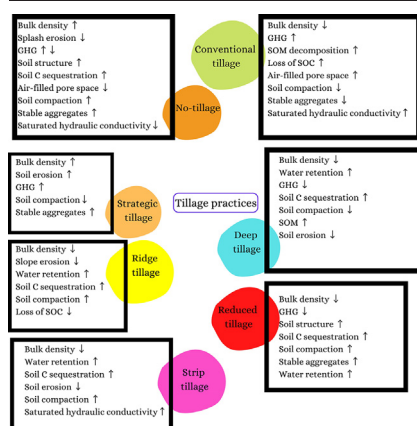 Bulk density ↑
Splash erosion ↓
GHG ↑ ↓
Soil structure ↑
Soil C sequestration ↑
Air-filled pore space ↓
Soil compaction ↑
Stable aggregates ↑
Saturated hydraulic conductivity ↓
No-tillage
Conventional
tillage
Bulk density ↓
GHG ↑
SOM decomposition ↑
Loss of SOC ↑
Air-filled pore space ↑
Soil compaction ↓
Stable aggregates ↓
Saturated hydraulic conductivity ↑
Bulk density ↑
Soil erosion ↑
GHG ↑
Soil compaction ↓
Stable aggregates ↑
Strategic
tillage
Tillage practices
Deep
tillage
Bulk density ↓
Water retention ↑
GHG ↓
Soil C sequestration ↑
Soil compaction ↓
SOM ↑
Soil erosion ↓
Bulk density ↓
Slope erosion ↓
Water retention ↑
Soil C sequestration ↑
Soil compaction ↑
Loss of SOC ↓
Ridge
tillage
Reduced
tillage
Bulk density ↓
GHG ↓
Soil structure ↑
Soil C sequestration ↑
Soil compaction ↑
Stable aggregates ↑
Water retention ↑
Bulk density ↓
Water retention ↑
Soil C sequestration ↑
Soil erosion ↓
Soil compaction ↑
Saturated hydraulic conductivity ↑
Strip
tillage